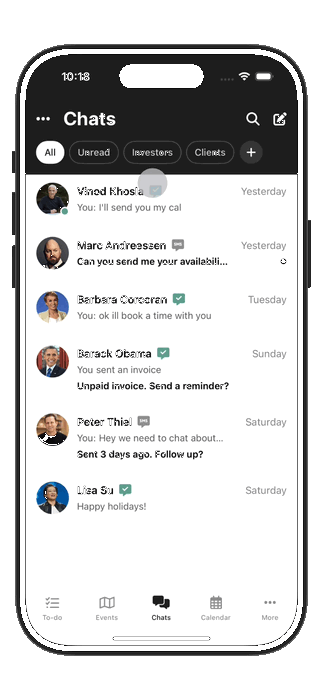 10:18
Chats
All Unread Investors Clients +
Vinod Khosla Yesterday
You: I'll send you my cal
Marc Andreessen Yesterday
Can you send me your availabili...
Barbara Corcoran Tuesday
You: ok ill book a time with you
Barack Obama Sunday
You sent an invoice
Unpaid invoice. Send a reminder?
Peter Thiel Saturday
You: Hey we need to chat about...
Sent 3 days ago. Follow up?
Lisa Su Saturday
Happy holidays!
To-do Events Chats Calendar More